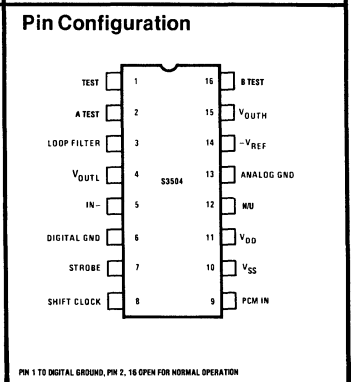 Pin Configuration
TEST 1 16 B TEST
A TEST 2 15 VOUTH
LOOP FILTER 3 14 -VREF
VOUTL 4 S3504 13 ANALOG GND
IN- 5 12 N/U
DIGITAL GND 6 11 VDD
STROBE 7 10 VSS
SHIFT CLOCK 8 9 PCM IN
PIN 1 TO DIGITAL GROUND, PIN 2, 16 OPEN FOR NORMAL OPERATION